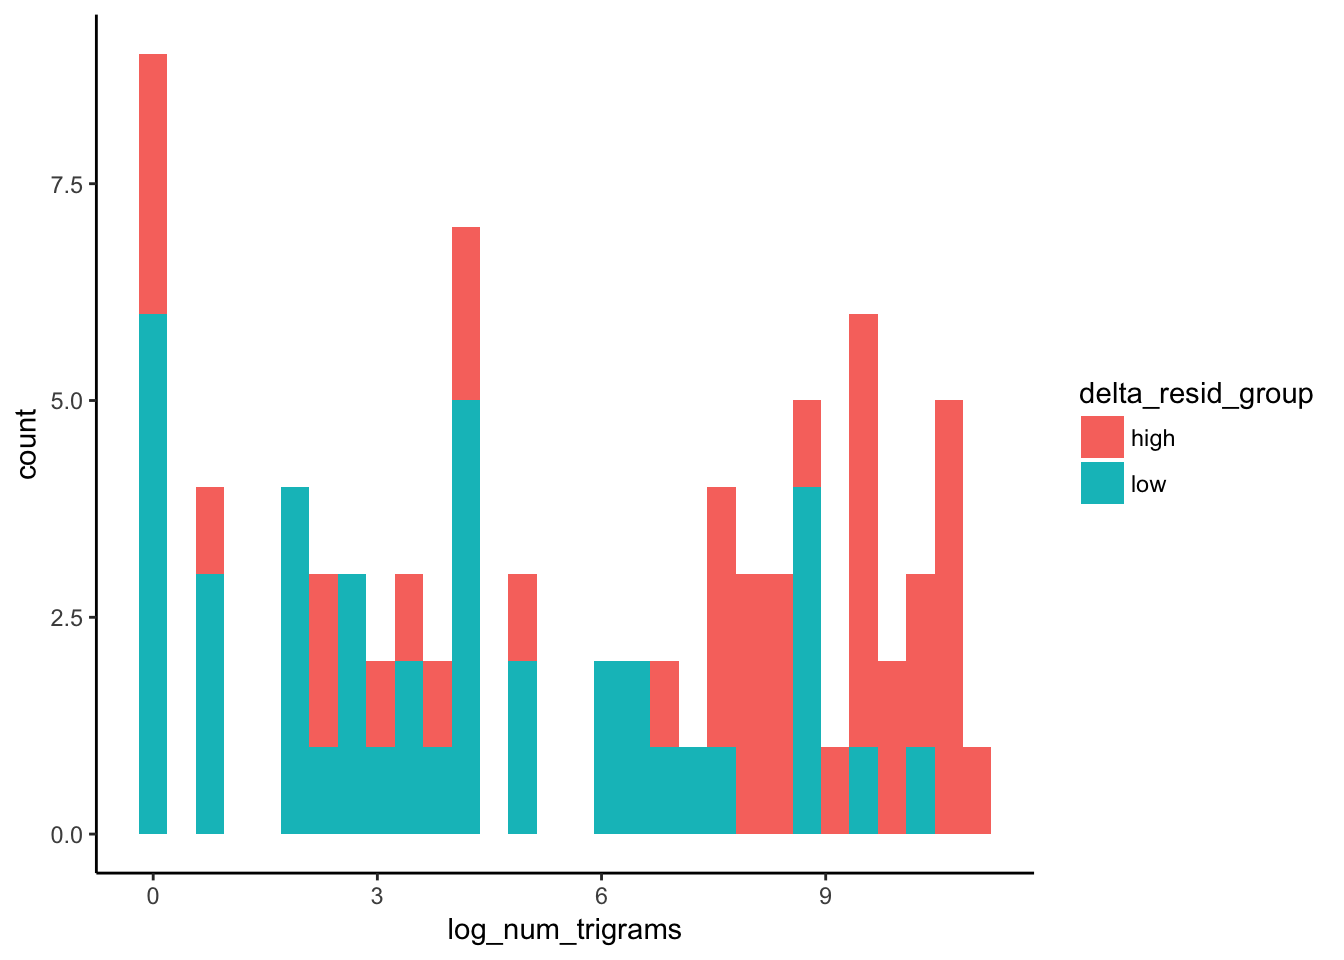 7.5
5.0
2.5
0.0
count
0 3 6 9
log_num_trigrams
delta_resid_group
high
low